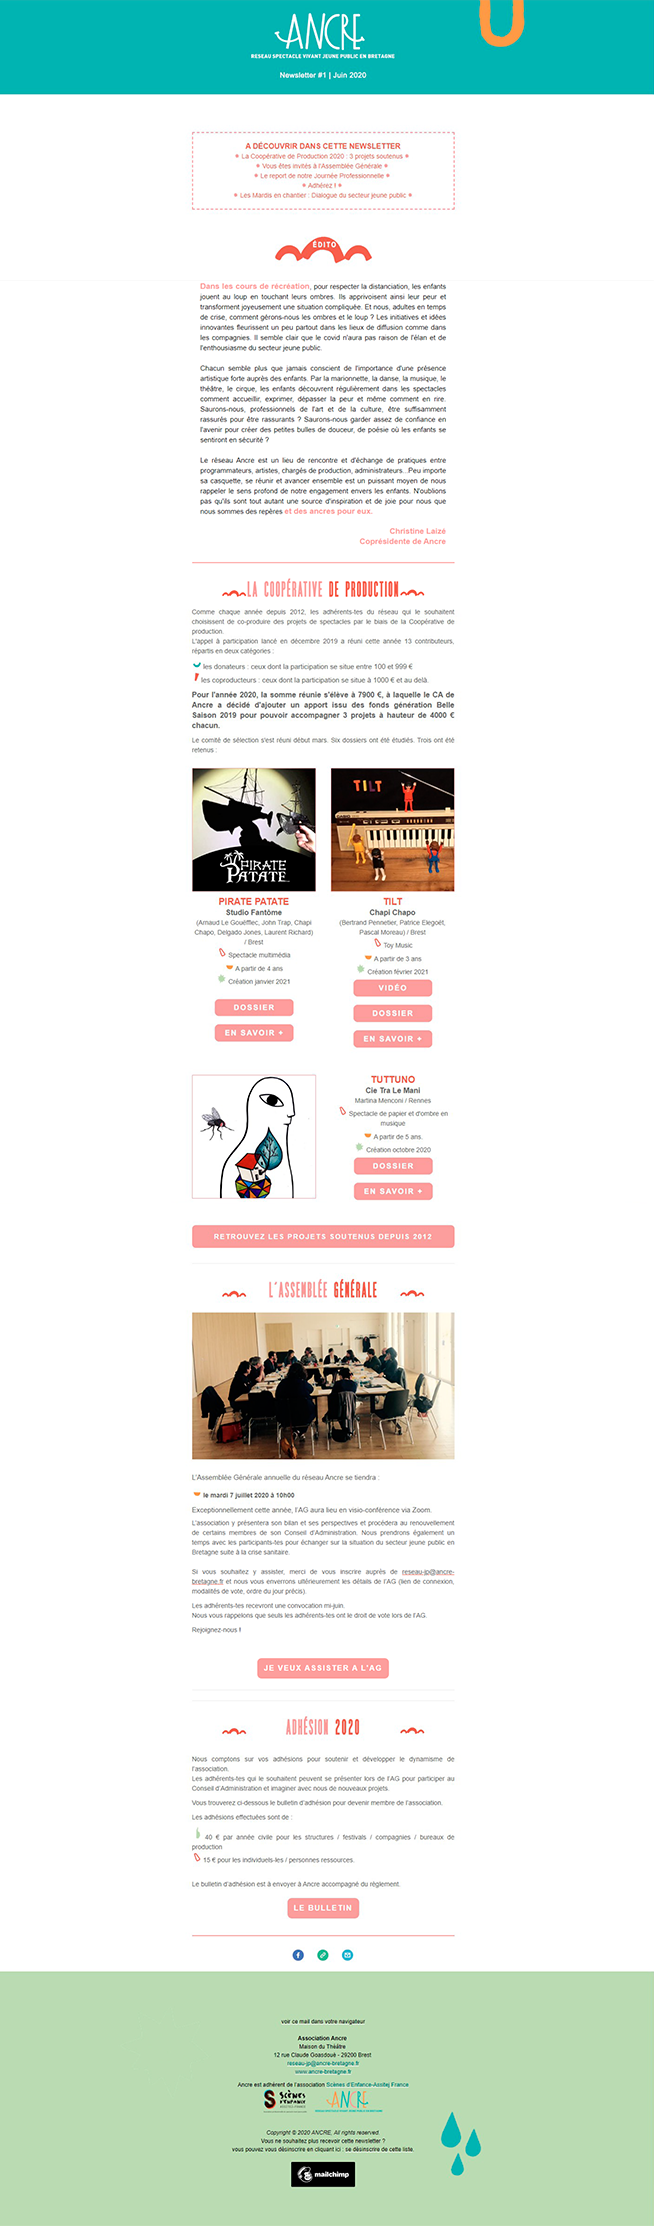 ANCRE
RESEAU SPECTACLE VIVANT JEUNE PUBLIC EN BRETAGNE
Newsletter #1 | Juin 2020
A DÉCOUVRIR DANS CETTE NEWSLETTER
* La Coopérative de Production 2020 : 3 projets soutenus *
* Vous êtes invités à l'Assemblée Générale *
* Le report de notre Journée Professionnelle *
* Adhérez ! *
* Les Mardis en chantier : Dialogue du secteur jeune public *
ÉDITO
Dans les cours de récréation, pour respecter la distanciation, les enfants
jouent au loup en touchant leurs ombres. Ils apprivoisent ainsi leur peur et
transforment joyeusement une situation compliquée. Et nous, adultes en temps
de crise, comment gérons-nous les ombres et le loup ? Les initiatives et idées
innovantes fleurissent un peu partout dans les lieux de diffusion comme dans
les compagnies. Il semble clair que le covid n'aura pas raison de l'élan et de
l'enthousiasme du secteur jeune public.
Chacun semble plus que jamais conscient de l'importance d'une présence
artistique forte auprès des enfants. Par la marionnette, la danse, la musique, le
théâtre, le cirque, les enfants découvrent régulièrement dans les spectacles
comment accueillir, exprimer, dépasser la peur et même comment en rire.
Saurons-nous, professionnels de l'art et de la culture, être suffisamment
rassurés pour être rassurants ? Saurons-nous garder assez de confiance en
l'avenir pour créer des petites bulles de douceur, de poésie où les enfants se
sentiront en sécurité ?
Le réseau Ancre est un lieu de rencontre et d'échange de pratiques entre
programmateurs, artistes, chargés de production, administrateurs...Peu importe
sa casquette, se réunir et avancer ensemble est un puissant moyen de nous
rappeler le sens profond de notre engagement envers les enfants. N'oublions
pas qu'ils sont tout autant une source d'inspiration et de joie pour nous que
nous sommes des repères et des ancres pour eux.
Christine Laizé
Coprésidente de Ancre
LA COOPÉRATIVE DE PRODUCTION
Comme chaque année depuis 2012, les adhérents-tes du réseau qui le souhaitent
choisissent de co-produire des projets de spectacles par le biais de la Coopérative de
production.
L'appel à participation lancé en décembre 2019 a réuni cette année 13 contributeurs,
répartis en deux catégories :
les donateurs : ceux dont la participation se situe entre 100 et 999 €
les coproducteurs : ceux dont la participation se situe à 1000 € et au delà.
Pour l'année 2020, la somme réunie s'élève à 7900 €, à laquelle le CA de
Ancre a décidé d'ajouter un apport issu des fonds génération Belle
Saison 2019 pour pouvoir accompagner 3 projets à hauteur de 4000 €
chacun.
Le comité de sélection s'est réuni début mars. Six dossiers ont été étudiés. Trois ont été
retenus :
PIRATE
PATATE
TILT
CASIO
PIRATE PATATE
Studio Fantôme
(Arnaud Le Gouëfflec, John Trap, Chapi
Chapo, Delgado Jones, Laurent Richard)
/ Brest
Spectacle multimédia
A partir de 4 ans
Création janvier 2021
DOSSIER
EN SAVOIR +
TILT
Chapi Chapo
(Bertrand Pennetier, Patrice Elegoët,
Pascal Moreau) / Brest
Toy Music
A partir de 3 ans
Création février 2021
VIDÉO
DOSSIER
EN SAVOIR +
TUTTUNO
Cie Tra Le Mani
Martina Menconi / Rennes
Spectacle de papier et d'ombre en
musique
A partir de 5 ans.
Création octobre 2020
DOSSIER
EN SAVOIR +
RETROUVEZ LES PROJETS SOUTENUS DEPUIS 2012
L'ASSEMBLÉE GÉNÉRALE
L'Assemblée Générale annuelle du réseau Ancre se tiendra :
le mardi 7 juillet 2020 à 10h00
Exceptionnellement cette année, l'AG aura lieu en visio-conférence via Zoom.
L'association y présentera son bilan et ses perspectives et procédera au renouvellement
de certains membres de son Conseil d'Administration. Nous prendrons également un
temps avec les participants-tes pour échanger sur la situation du secteur jeune public en
Bretagne suite à la crise sanitaire.
Si vous souhaitez y assister, merci de vous inscrire auprès de reseau-jp@ancre-
bretagne.fr et nous vous enverrons ultérieurement les détails de l'AG (lien de connexion,
modalités de vote, ordre du jour précis).
Les adhérents-tes recevront une convocation mi-juin.
Nous vous rappelons que seuls les adhérents-tes ont le droit de vote lors de l'AG.
Rejoignez-nous !
JE VEUX ASSISTER A L'AG
ADHÉSION 2020
Nous comptons sur vos adhésions pour soutenir et développer le dynamisme de
l'association.
Les adhérents-tes qui le souhaitent peuvent se présenter lors de l'AG pour participer au
Conseil d'Administration et imaginer avec nous de nouveaux projets.
Vous trouverez ci-dessous le bulletin d'adhésion pour devenir membre de l'association.
Les adhésions effectuées sont de :
40 € par année civile pour les structures / festivals / compagnies / bureaux de
production
15 € pour les individuels-les / personnes ressources.
Le bulletin d'adhésion est à envoyer à Ancre accompagné du règlement.
LE BULLETIN
voir ce mail dans votre navigateur
Association Ancre
Maison du Théâtre
12 rue Claude Goasdoué - 29200 Brest
reseau-jp@ancre-bretagne.fr
www.ancre-bretagne.fr
Ancre est adhérent de l'association Scènes d'Enfance-Assitej France
SCÈNES
D'ENFANCE
ANCRE
Copyright © 2020 ANCRE, All rights reserved.
Vous ne souhaitez plus recevoir cette newsletter ?
vous pouvez vous désinscrire en cliquant ici : se désinscrire de cette liste.
mailchimp